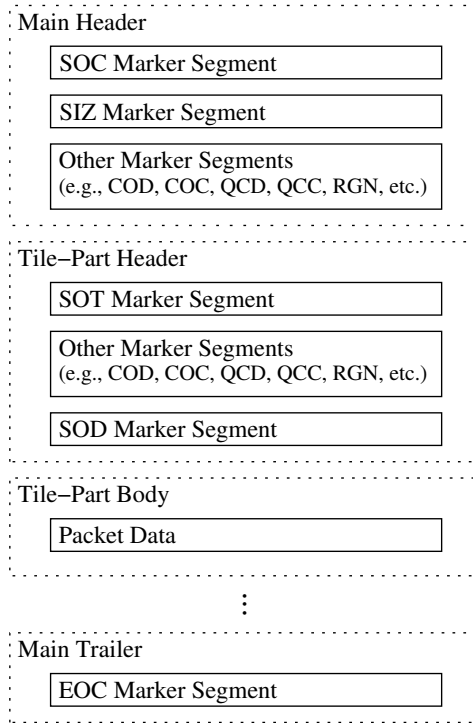 Main Header
SOC Marker Segment
SIZ Marker Segment
Other Marker Segments
(e.g., COD, COC, QCD, QCC, RGN, etc.)
Tile−Part Header
SOT Marker Segment
Other Marker Segments
(e.g., COD, COC, QCD, QCC, RGN, etc.)
SOD Marker Segment
Tile−Part Body
Packet Data
Main Trailer
EOC Marker Segment